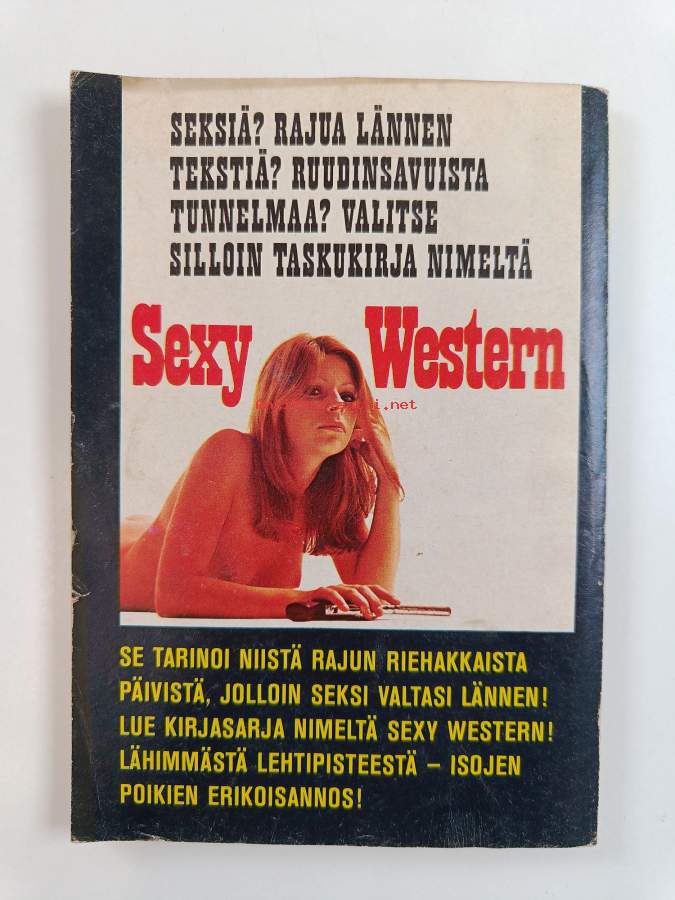 SEKSIÄ? RAJUA LÄNNEN
TEKSTIÄ? RUUDINSAVUISTA
TUNNELMAA? VALITSE
SILLOIN TASKUKIRJA NIMELTÄ
Sexy Western
i.net
SE TARINOI NIISTÄ RAJUN RIEHAKKAISTA
PÄIVISTÄ, JOLLOIN SEKSI VALTASI LÄNNEN!
LUE KIRJASARJA NIMELTÄ SEXY WESTERN!
LÄHIMMÄSTÄ LEHTIPISTEESTÄ – ISOJEN
POIKIEN ERIKOISANNOS!